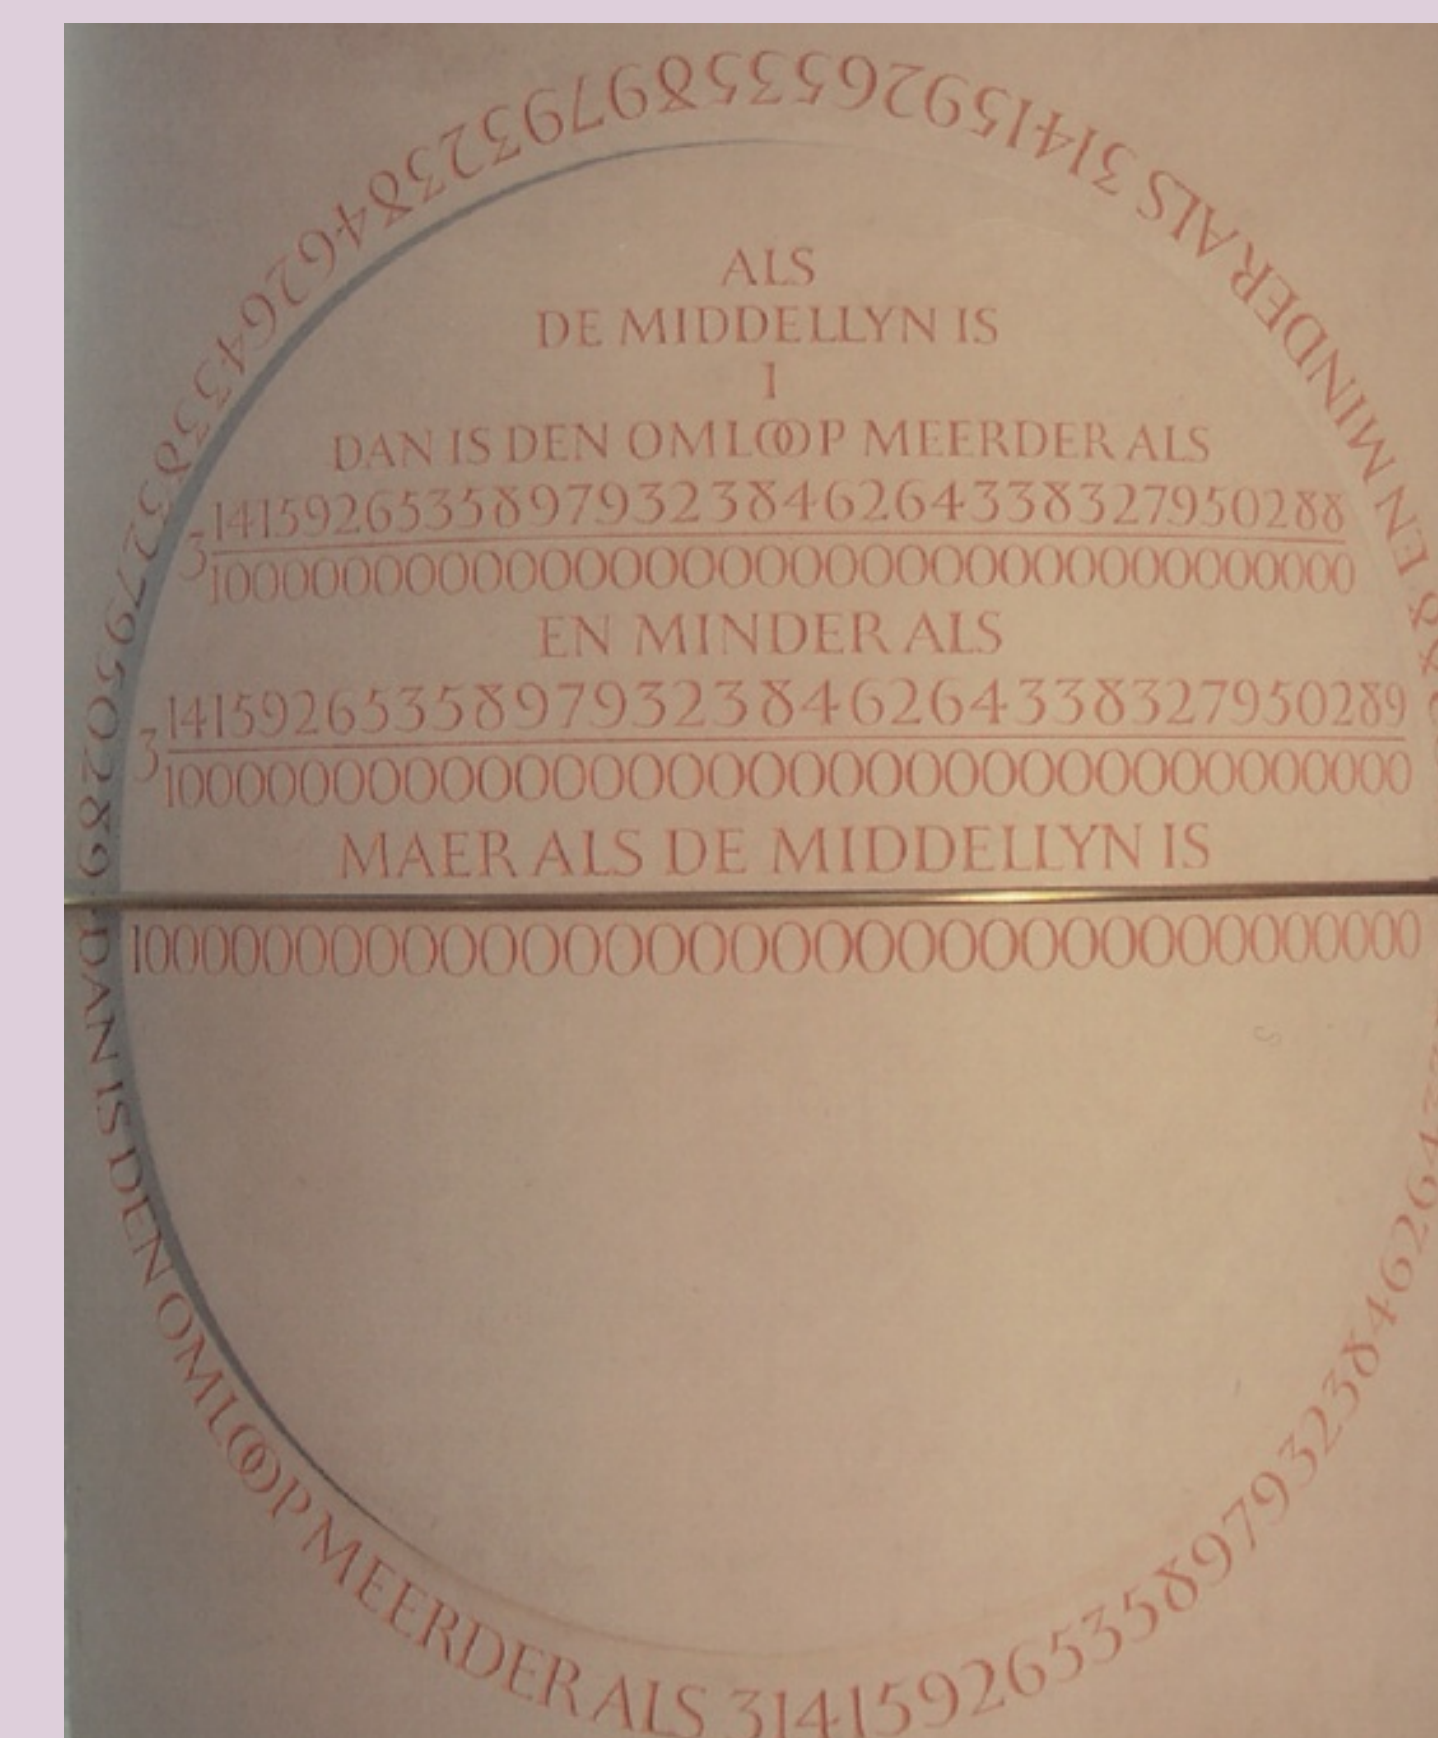 ALS
DE MIDDELLYN IS
1
DAN IS DEN OMLOOP MEERDER ALS
3 14159265358979323846264338327950288
100000000000000000000000000000000000
EN MINDER ALS
3 14159265358979323846264338327950289
100000000000000000000000000000000000
MAER ALS DE MIDDELLYN IS
100000000000000000000000000000000000
DAN IS DEN OMLOOP MEERDER ALS 314159265358979323846264
88 EN MINDER ALS 314159265358979323846264338327950289